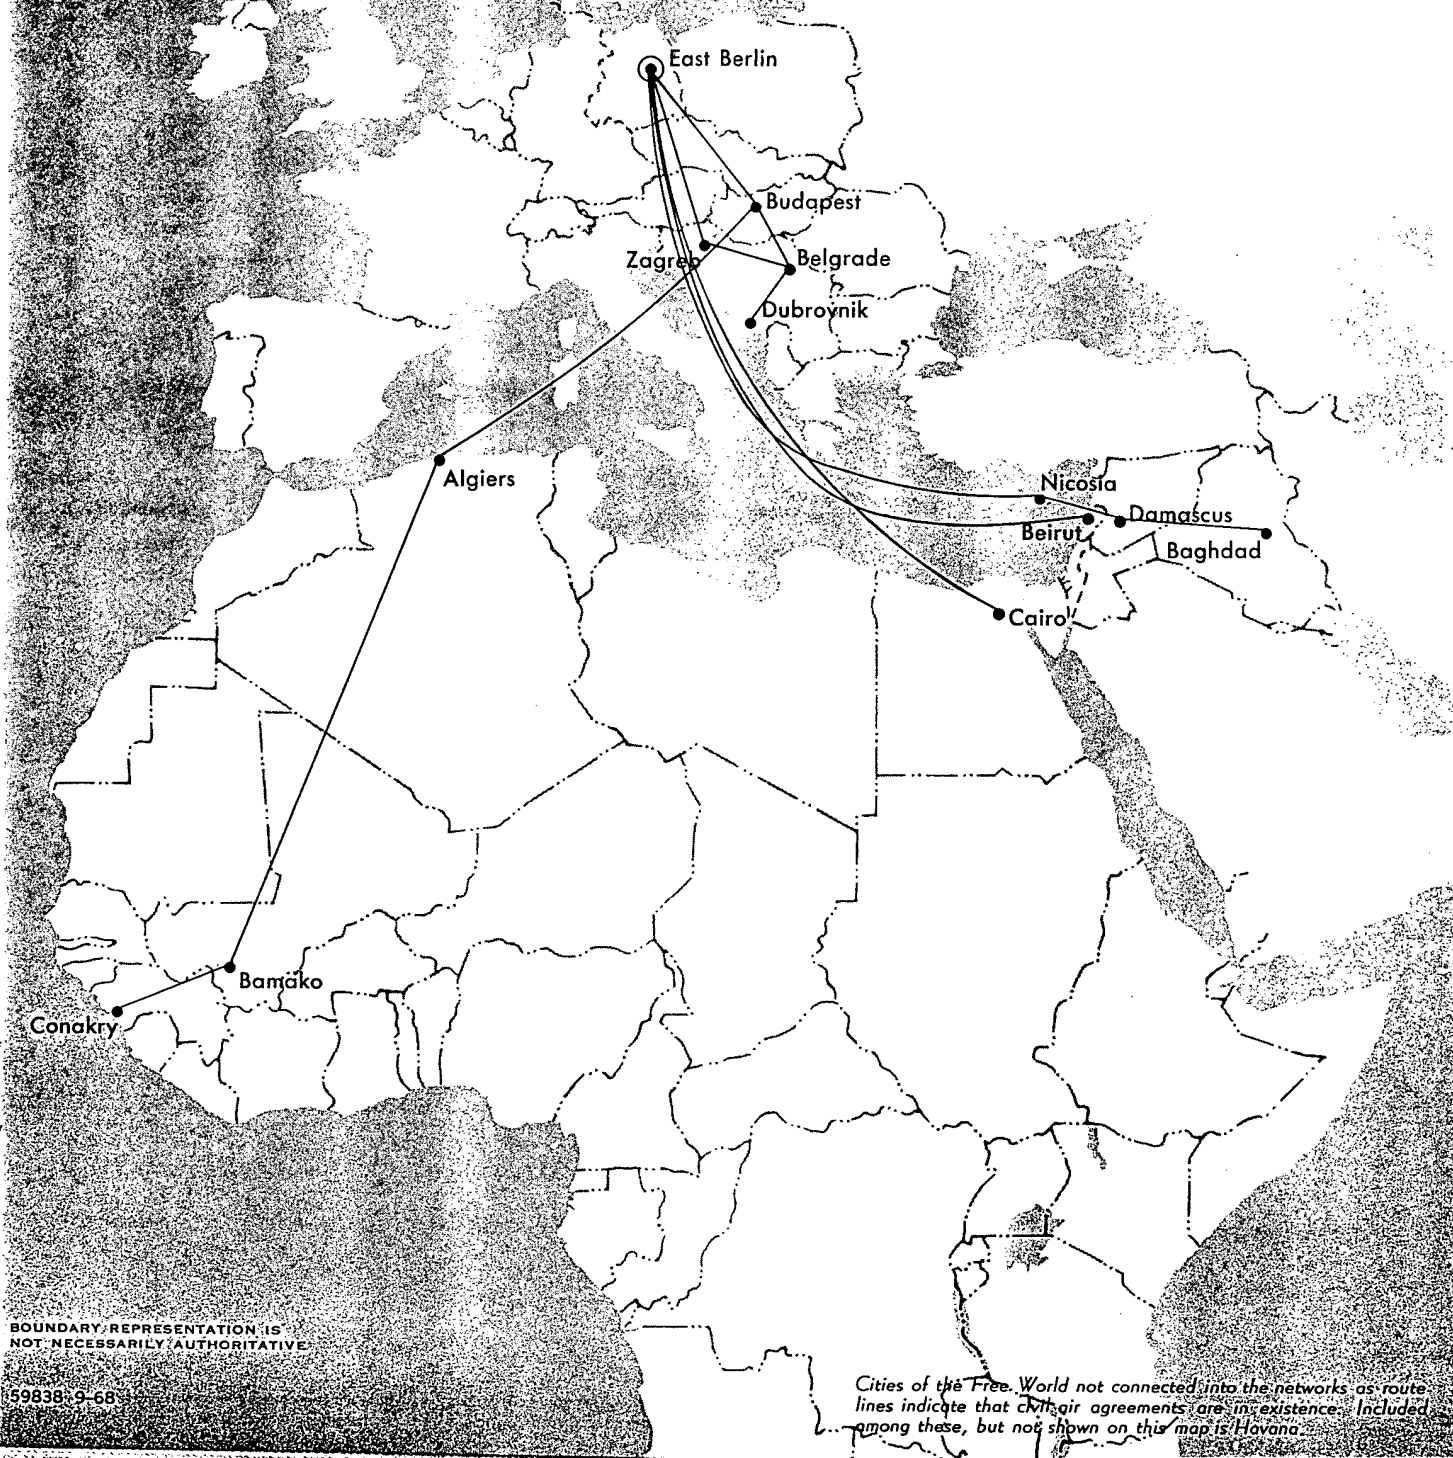 East Berlin
Budapest
Zagreb
Belgrade
Dubrovnik
Algiers
Nicosia
Damascus
Beirut
Baghdad
Cairo
Bamako
Conakry
BOUNDARY REPRESENTATION IS
NOT NECESSARILY AUTHORITATIVE
59838 9-68
Cities of the Free World not connected into the networks as route
lines indicate that civil air agreements are in existence. Included
among these, but not shown on this map is Havana.